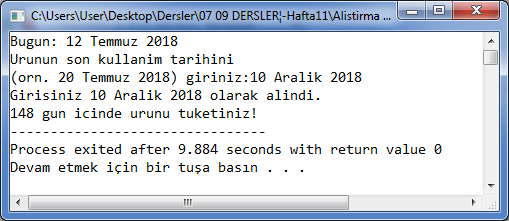 C:\Users\User\Desktop\Dersler\07 09 DERSLER¦-Hafta11\Alistirma ...
Bugun: 12 Temmuz 2018
Urunun son kullanim tarihini
(orn. 20 Temmuz 2018) giriniz:10 Aralik 2018
Girisiniz 10 Aralik 2018 olarak alindi.
148 gun icinde urunu tuketiniz!
--------------------------------
Process exited after 9.884 seconds with return value 0
Devam etmek için bir tuşa basın . . .